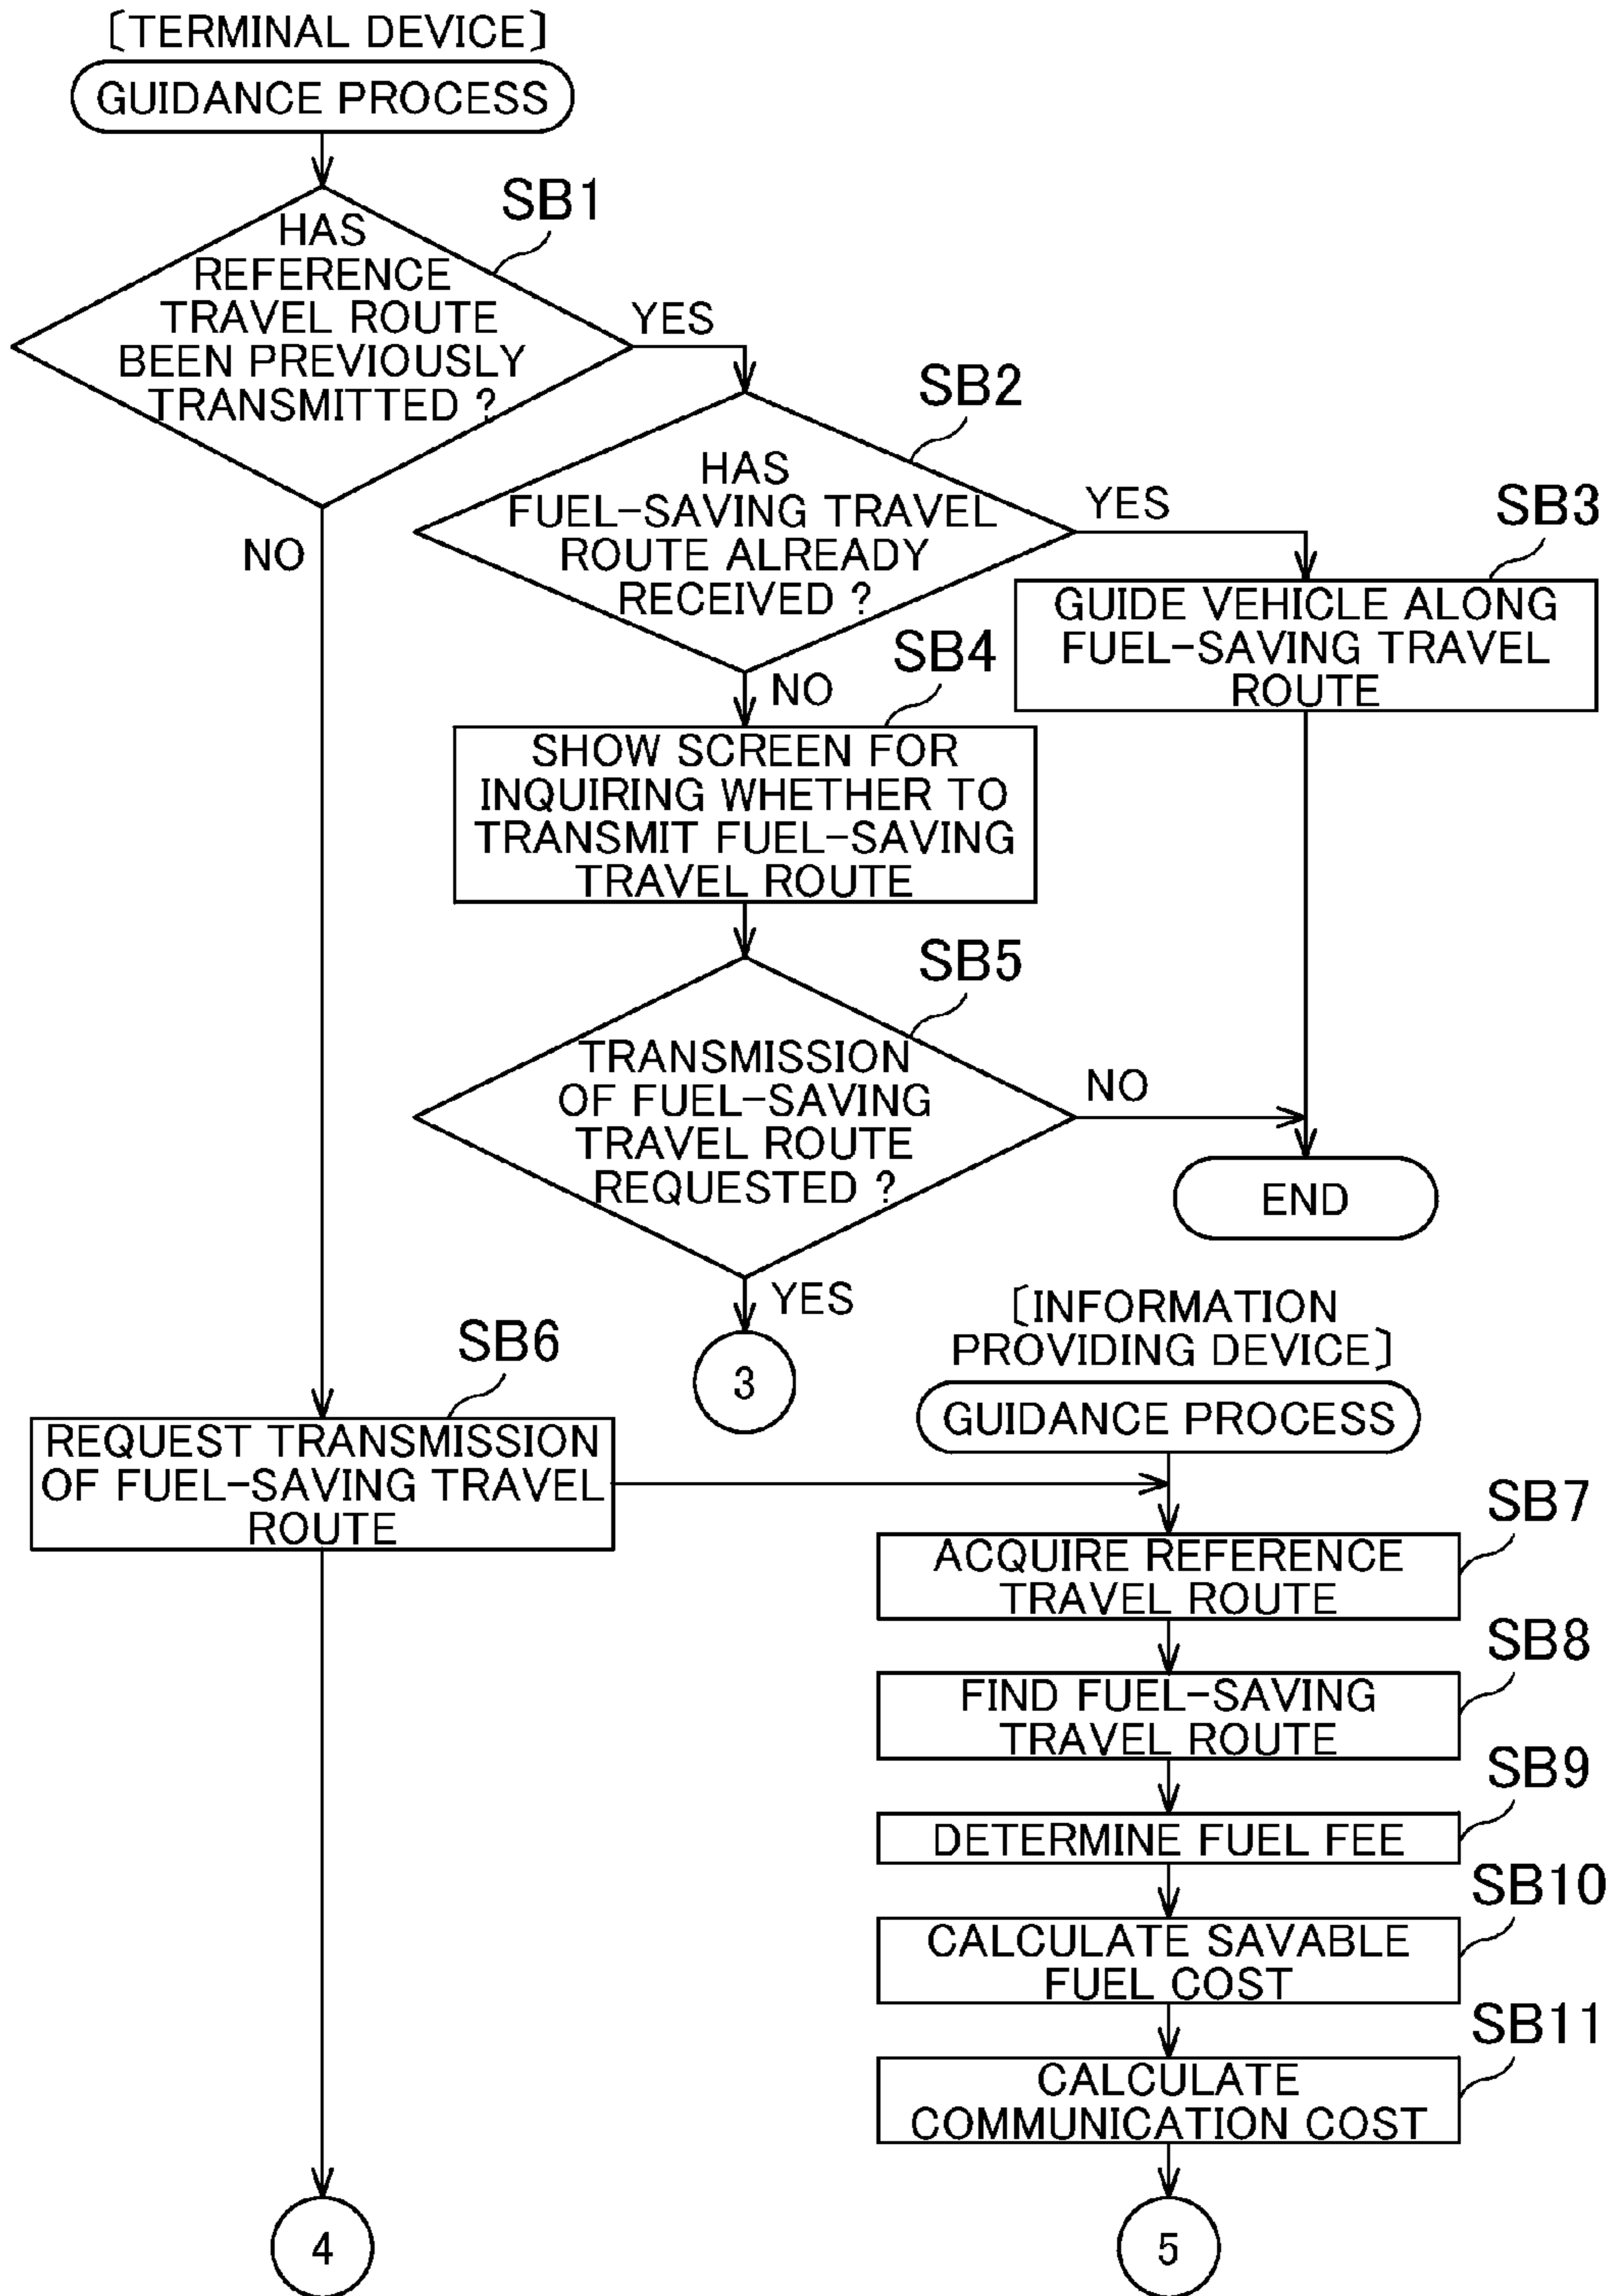 [TERMINAL DEVICE]
GUIDANCE PROCESS
SB1
HAS
REFERENCE
TRAVEL ROUTE
BEEN PREVIOUSLY
TRANSMITTED ?
YES
NO
SB2
HAS
FUEL-SAVING TRAVEL
ROUTE ALREADY
RECEIVED ?
YES
NO
SB3
GUIDE VEHICLE ALONG
FUEL-SAVING TRAVEL
ROUTE
SB4
SHOW SCREEN FOR
INQUIRING WHETHER TO
TRANSMIT FUEL-SAVING
TRAVEL ROUTE
SB5
TRANSMISSION
OF FUEL-SAVING
TRAVEL ROUTE
REQUESTED ?
NO
END
YES
3
SB6
REQUEST TRANSMISSION
OF FUEL-SAVING TRAVEL
ROUTE
[INFORMATION
PROVIDING DEVICE]
GUIDANCE PROCESS
SB7
ACQUIRE REFERENCE
TRAVEL ROUTE
SB8
FIND FUEL-SAVING
TRAVEL ROUTE
SB9
DETERMINE FUEL FEE
SB10
CALCULATE SAVABLE
FUEL COST
SB11
CALCULATE
COMMUNICATION COST
4
5